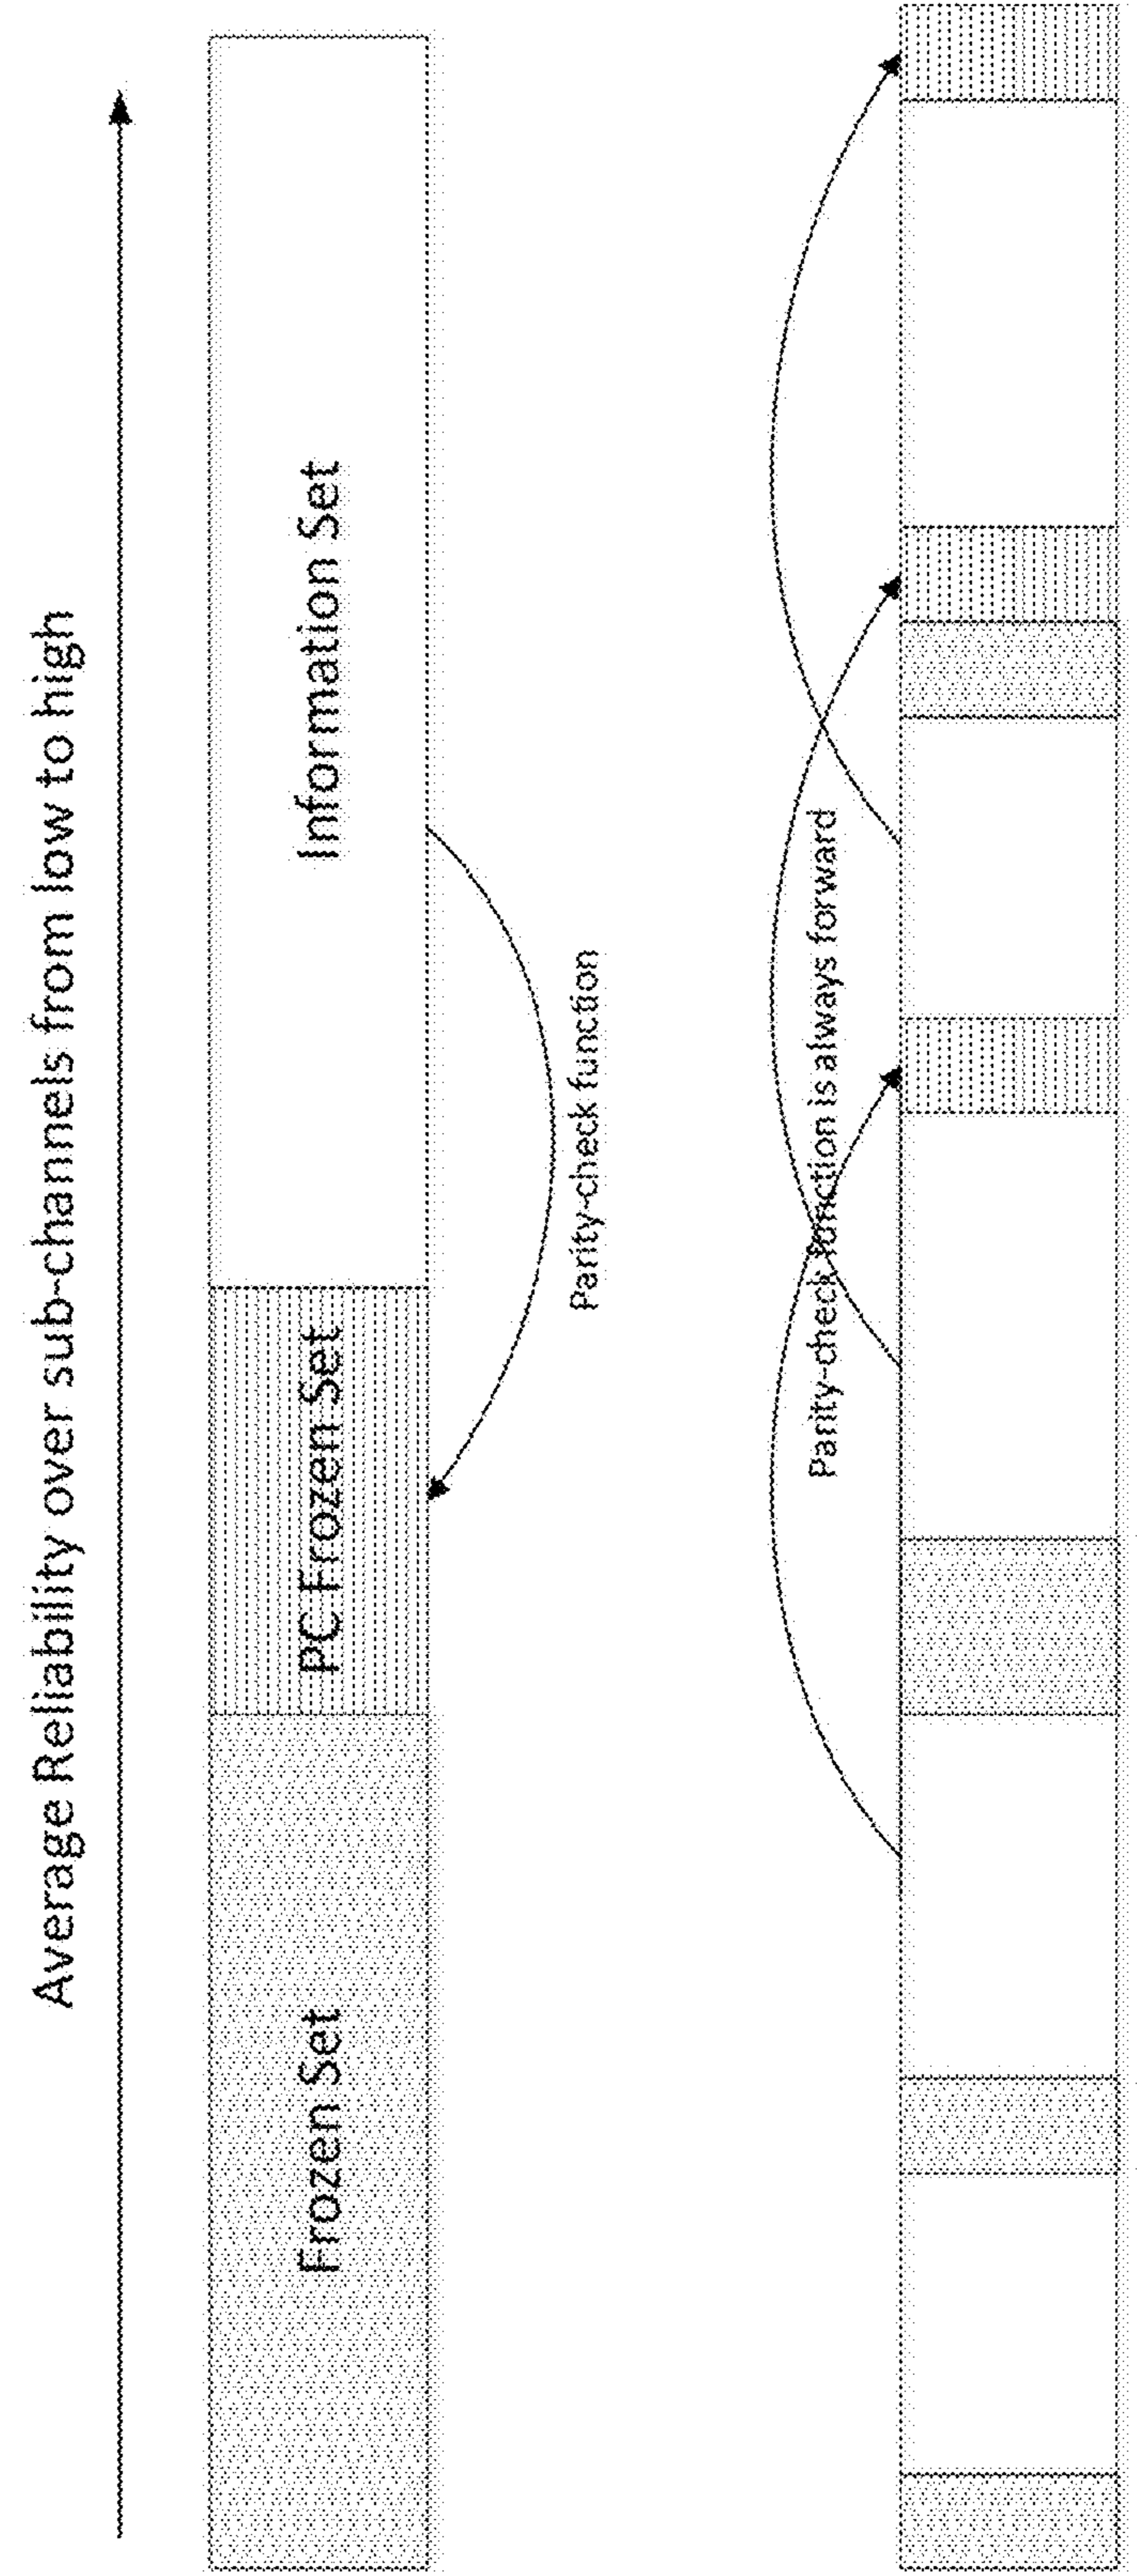 Average Reliability over sub-channels from low to high
Frozen Set
PC Frozen Set
Information Set
Parity-check function
Parity-check function is always forward